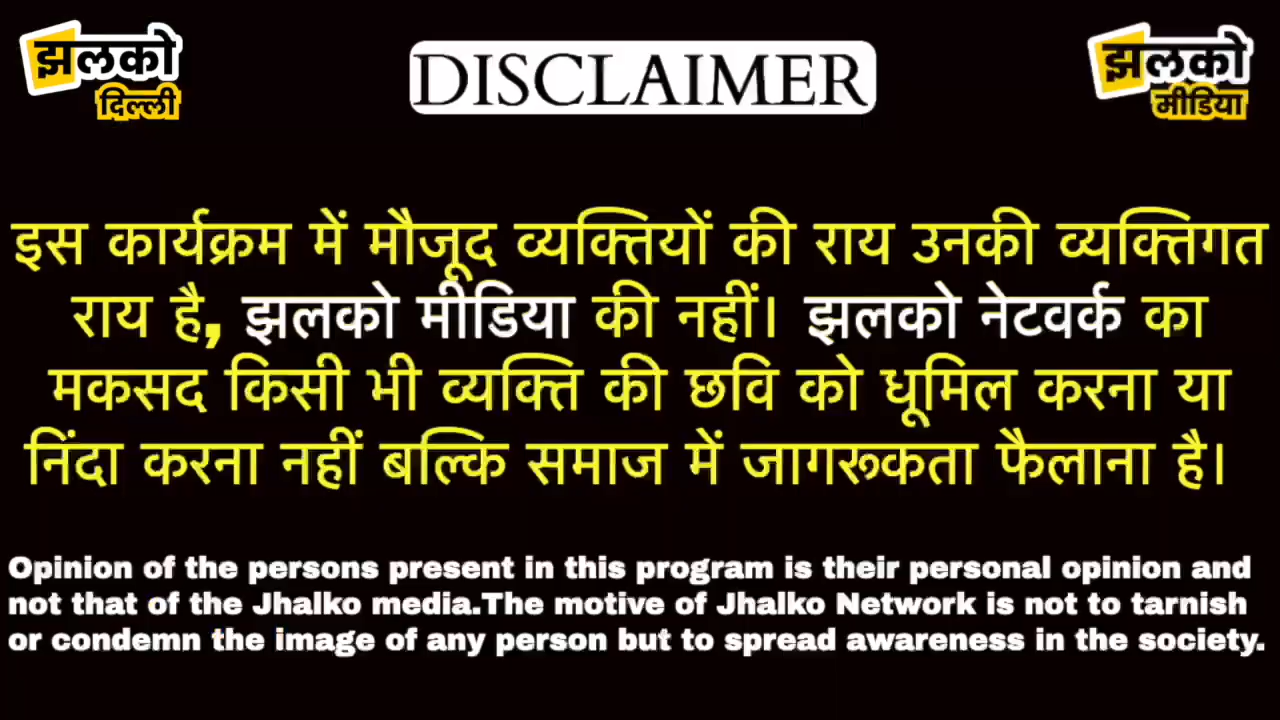 झलको
दिल्ली
DISCLAIMER
झलको
मीडिया
इस कार्यक्रम में मौजूद व्यक्तियों की राय उनकी व्यक्तिगत
राय है, झलको मीडिया की नहीं। झलको नेटवर्क का
मकसद किसी भी व्यक्ति की छवि को धूमिल करना या
निंदा करना नहीं बल्कि समाज में जागरूकता फैलाना है।
Opinion of the persons present in this program is their personal opinion and
not that of the Jhalko media.The motive of Jhalko Network is not to tarnish
or condemn the image of any person but to spread awareness in the society.